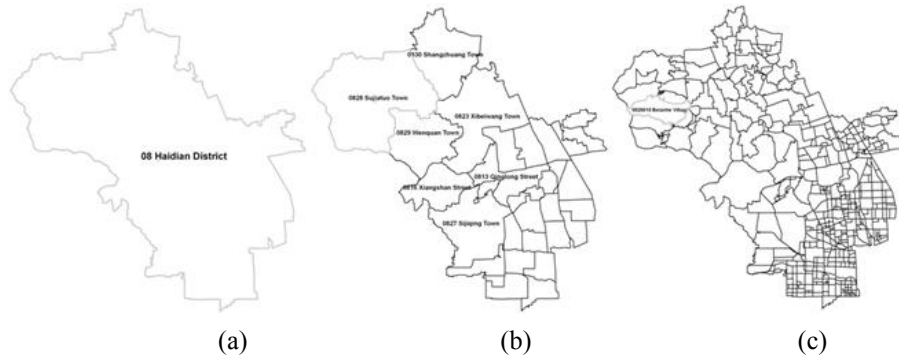 08 Haidian District
0830 Shangzhuang Town
0828 Sujiatuo Town
0823 Xibeiwang Town
0829 Wenquan Town
0813 Qinglong Street
0816 Xiangshan Street
0827 Sijiqing Town
(a)
(b)
(c)